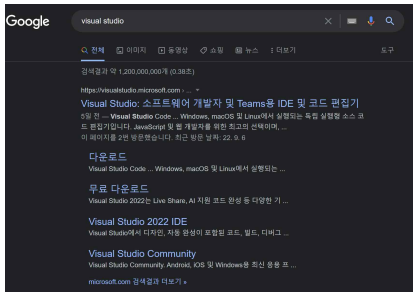 Google
visual studio
전체 이미지 동영상 쇼핑 뉴스 더보기 도구
검색결과 약 1,200,000,000개 (0.38초)
https://visualstudio.microsoft.com › ...
Visual Studio: 소프트웨어 개발자 및 Teams용 IDE 및 코드 편집기
5일 전 — Visual Studio Code ... Windows, macOS 및 Linux에서 실행되는 독립 실행형 소스 코
드 편집기입니다. JavaScript 및 웹 개발자를 위한 최고의 선택이며, ...
이 페이지를 2번 방문했습니다. 최근 방문 날짜: 22. 9. 6
다운로드
Visual Studio Code ... Windows, macOS 및 Linux에서 실행되는 ...
무료 다운로드
Visual Studio 2022는 Live Share, AI 지원 코드 완성 등 다양한 기 ...
Visual Studio 2022 IDE
Visual Studio에서 디자인, 자동 완성이 포함된 코드, 빌드, 디버그 ...
Visual Studio Community
Visual Studio Community. Android, iOS 및 Windows용 최신 응용 프 ...
microsoft.com 검색결과 더보기 »